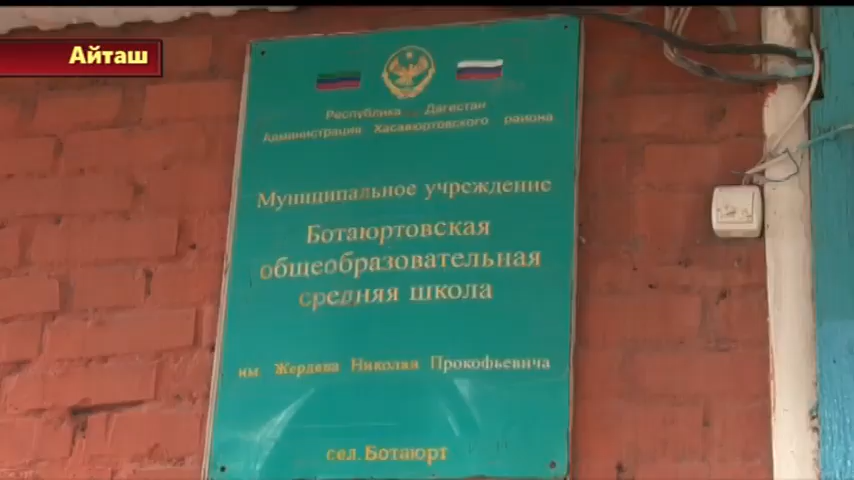 Айташ
Республика Дагестан
Администрация Хасавюртовского района
Муниципальное учреждение
Ботаюртовская
общеобразовательная
средняя школа
им. Жердева Николая Прокофьевича
сел. Ботаюрт